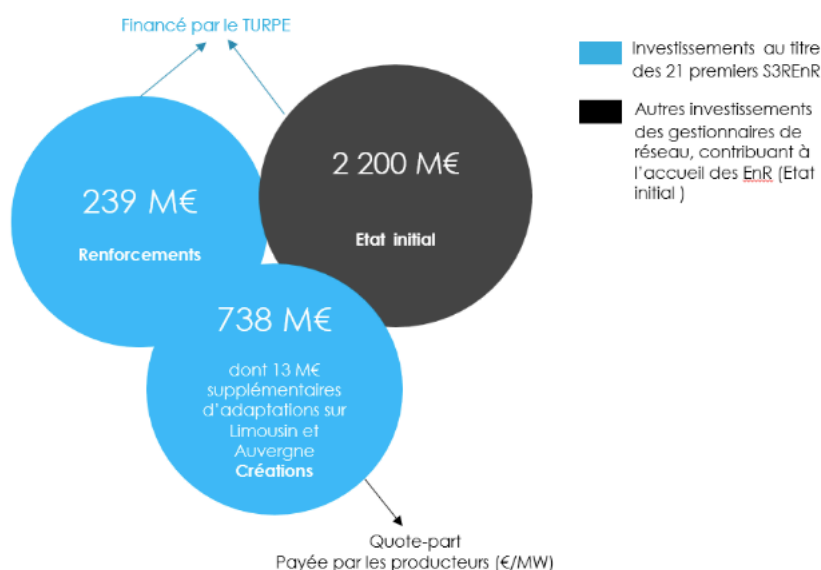 Financé par le TURPE
Investissements au titre
des 21 premiers S3REnR
Autres investissements
des gestionnaires de
réseau, contribuant à
l'accueil des EnR (Etat
initial )
2 200 M€
Etat initial
239 M€
Renforcements
738 M€
dont 13 M€
supplémentaires
d'adaptations sur
Limousin et
Auvergne
Créations
Quote-part
Payée par les producteurs (€/MW)